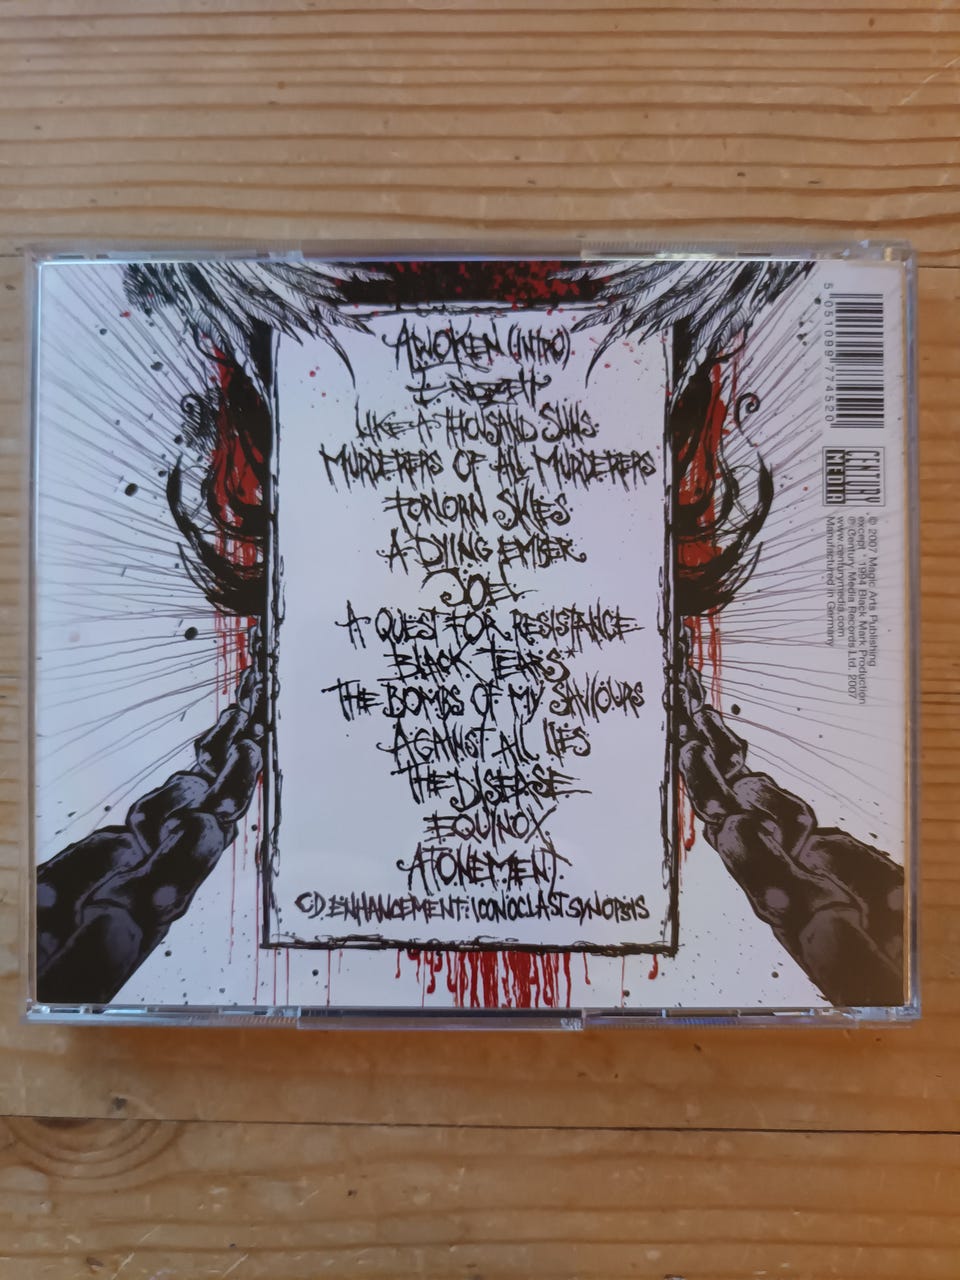 AWOKEN (INTRO)
ENDZEIT
LIKE A THOUSAND SUNS
MURDERERS OF ALL MURDERERS
FORLORN SKIES
A DYING EMBER
JOEL
A QUEST FOR RESISTANCE
BLACK TEARS*
THE BOMBS OF MY SAVIOURS
AGAINST ALL LIES
THE DISEASE
EQUINOX
ATONEMENT
CD ENHANCEMENT: ICONOCLAST SYNOPSIS
5 051099 774520
CENTURY
MEDIA
© 2007 Magic Arts Publishing
except * 1994 Black Mark Production
℗ Century Media Records Ltd. 2007
www.centurymedia.com
Manufactured in Germany